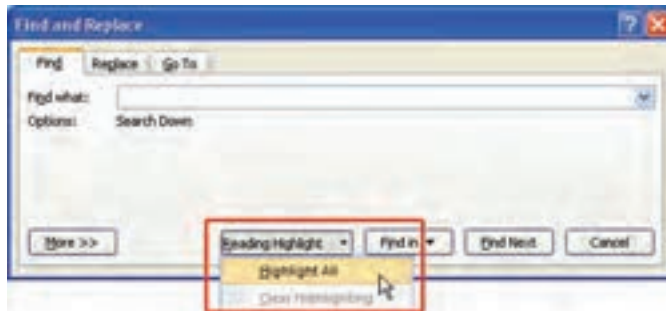 Find and Replace
Find Replace Go To
Find what:
Options: Search Down
More >> Reading Highlight Find in Find Next Cancel
Highlight All
Clear Highlighting